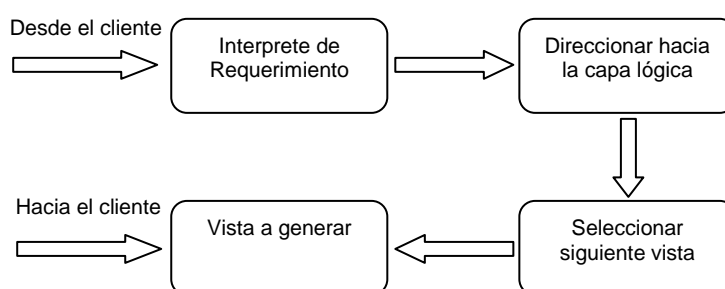 Desde el cliente
Interprete de
Requerimiento
Direccionar hacia
la capa lógica
Hacia el cliente
Vista a generar
Seleccionar
siguiente vista